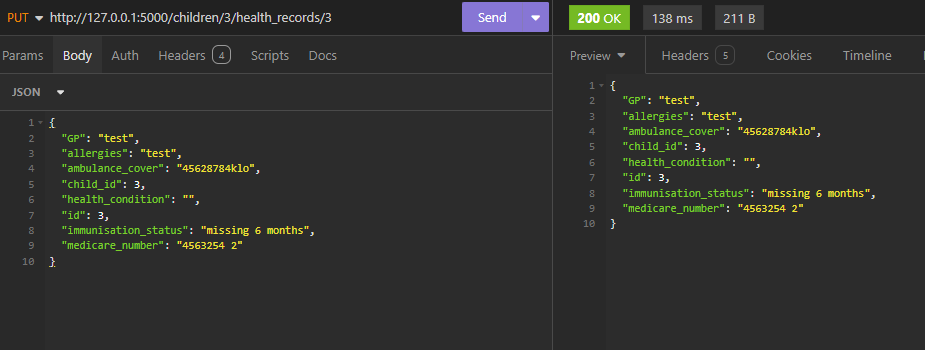 PUT http://127.0.0.1:5000/children/3/health_records/3 Send 200 OK 138 ms 211 B
Params Body Auth Headers 4 Scripts Docs Preview Headers 5 Cookies Timeline
JSON
1 {
2 "GP": "test",
3 "allergies": "test",
4 "ambulance_cover": "45628784klo",
5 "child_id": 3,
6 "health_condition": "",
7 "id": 3,
8 "immunisation_status": "missing 6 months",
9 "medicare_number": "4563254 2"
10 }
1 {
2 "GP": "test",
3 "allergies": "test",
4 "ambulance_cover": "45628784klo",
5 "child_id": 3,
6 "health_condition": "",
7 "id": 3,
8 "immunisation_status": "missing 6 months",
9 "medicare_number": "4563254 2"
10 }